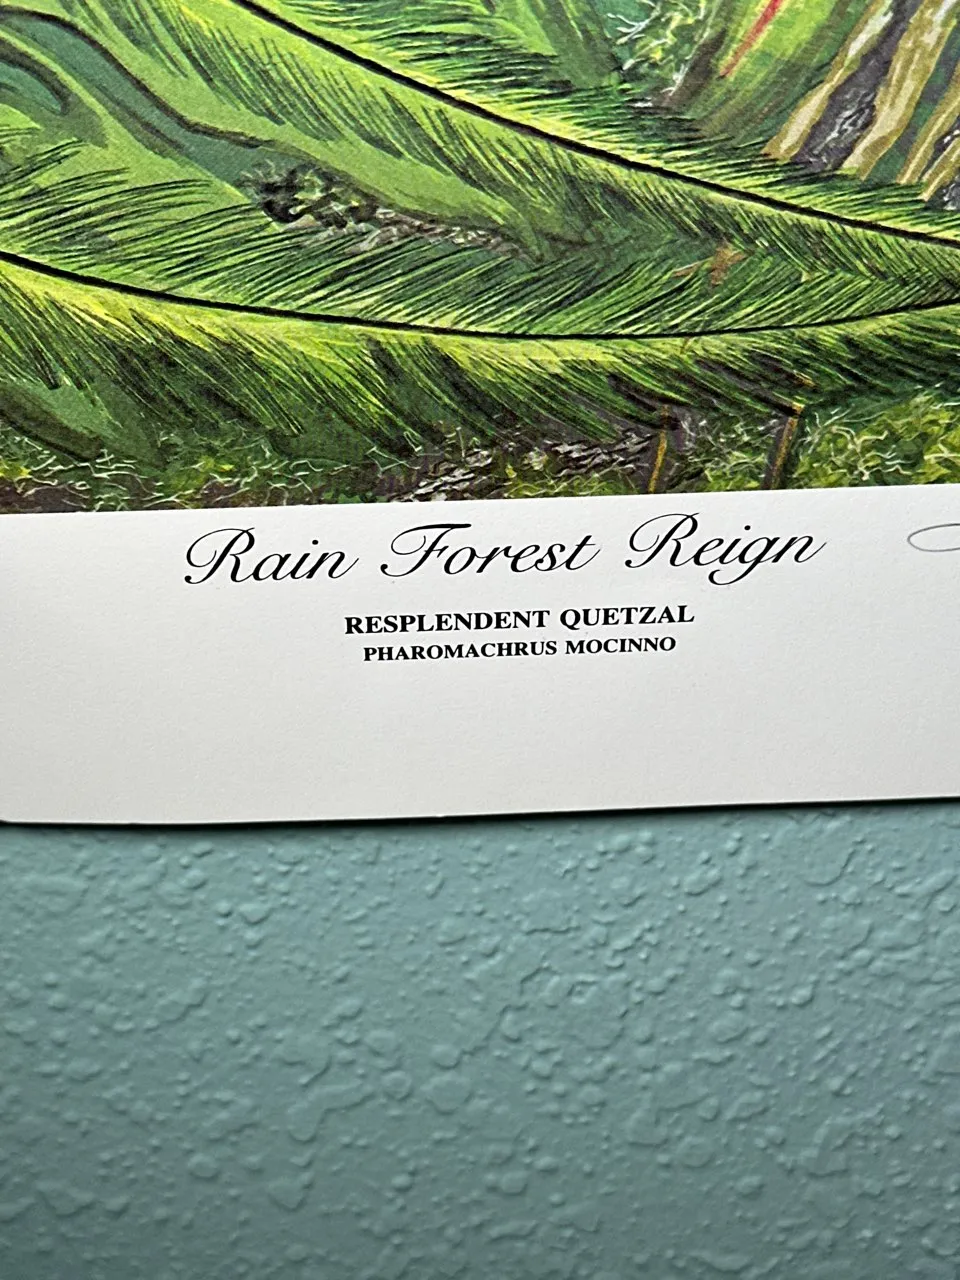 Rain Forest Reign
RESPLENDENT QUETZAL
PHAROMACHRUS MOCINNO